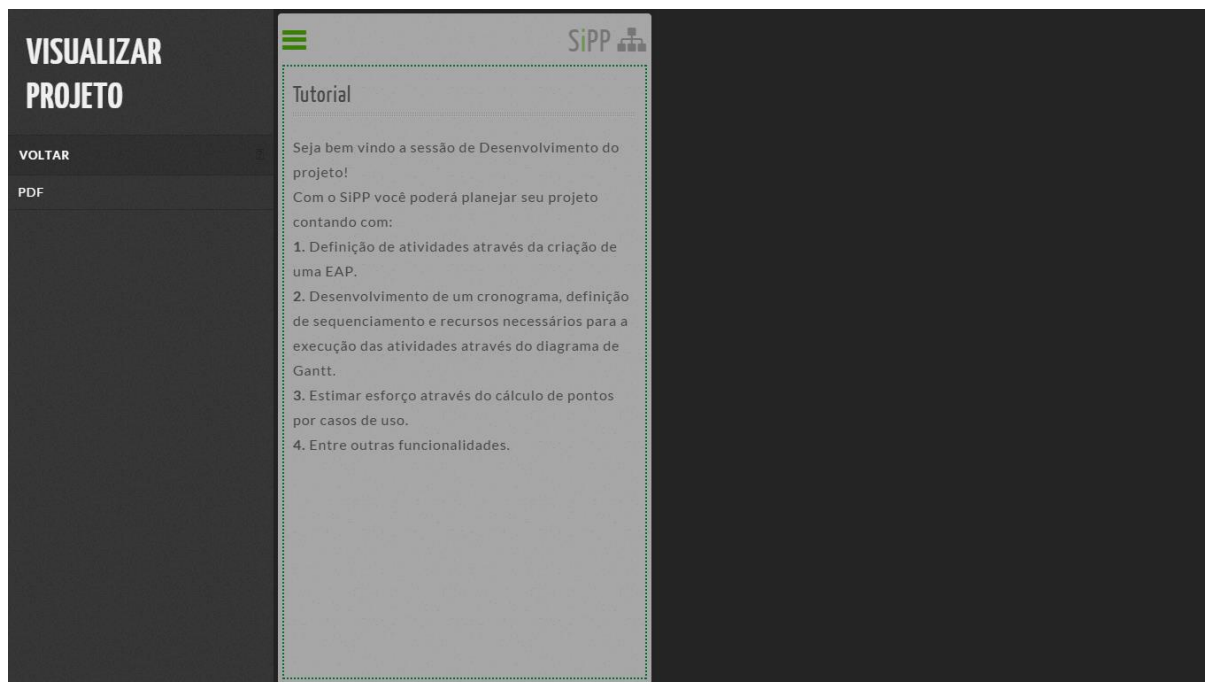 VISUALIZAR
PROJETO
VOLTAR
PDF
SiPP
Tutorial
Seja bem vindo a sessão de Desenvolvimento do
projeto!
Com o SiPP você poderá planejar seu projeto
contando com:
1. Definição de atividades através da criação de
uma EAP.
2. Desenvolvimento de um cronograma, definição
de sequenciamento e recursos necessários para a
execução das atividades através do diagrama de
Gantt.
3. Estimar esforço através do cálculo de pontos
por casos de uso.
4. Entre outras funcionalidades.